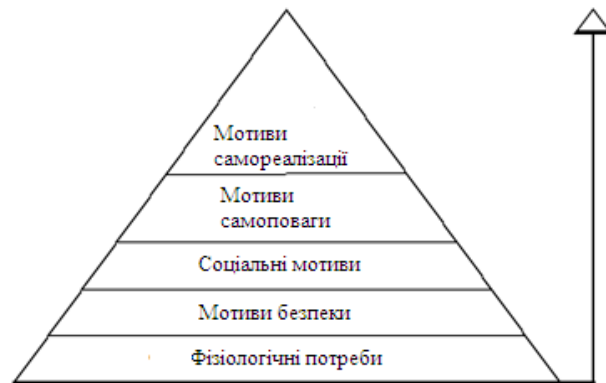 Мотиви
самореалізації
Мотиви
самоповаги
Соціальні мотиви
Мотиви безпеки
Фізіологічні потреби